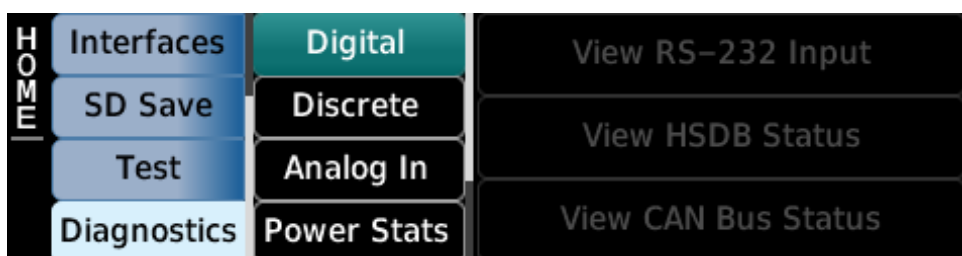 HOME
Interfaces
SD Save
Test
Diagnostics
Digital
Discrete
Analog In
Power Stats
View RS-232 Input
View HSDB Status
View CAN Bus Status